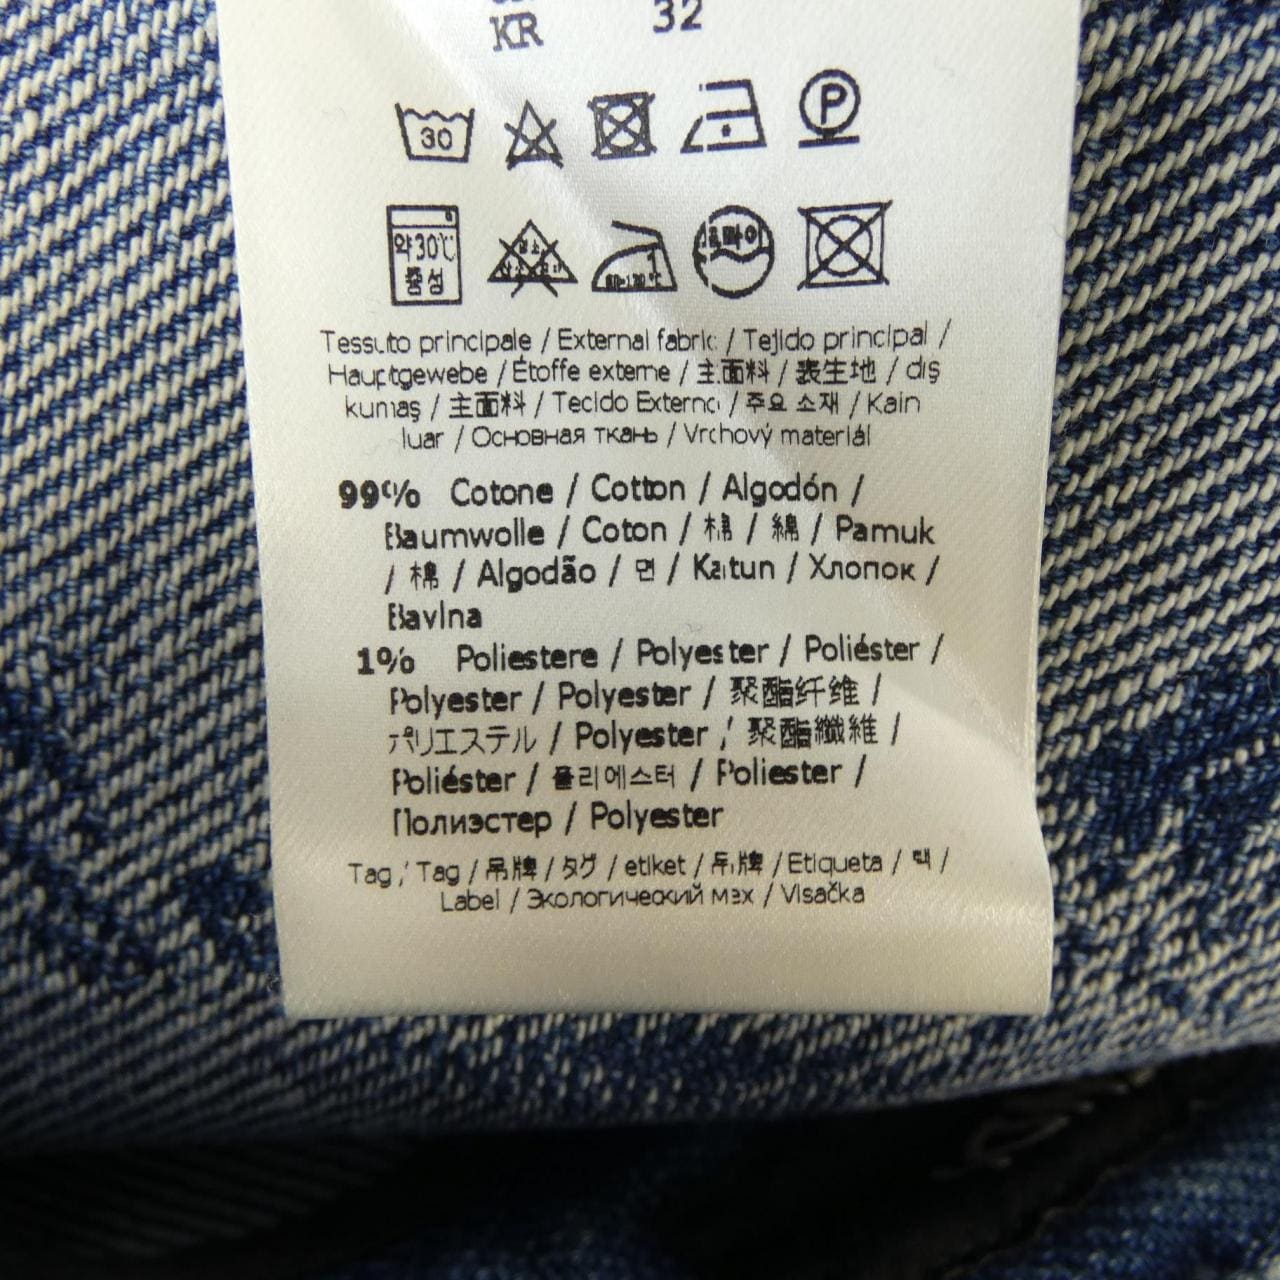 KR 32
30
P
약30℃
중성
Tessuto principale / External fabric / Tejido principal /
Hauptgewebe / Étoffe externe / 主面料 / 表生地 / dış
kumaş / 主面料 / Tecido Externo / 주요 소재 / Kain
luar / Основная ткань / Vrchový materiál
99% Cotone / Cotton / Algodón /
Baumwolle / Coton / 棉 / 綿 / Pamuk
/ 棉 / Algodão / 면 / Katun / Хлопок /
Bavlna
1% Poliestere / Polyester / Poliéster /
Polyester / Polyester / 聚酯纤维 /
ポリエステル / Polyester / 聚酯纖維 /
Poliéster / 폴리에스터 / Poliester /
Полиэстер / Polyester
Tag / Tag / 吊牌 / タグ / etiket / 吊牌 / Etiqueta / 택 /
Label / Экологический мех / Visačka